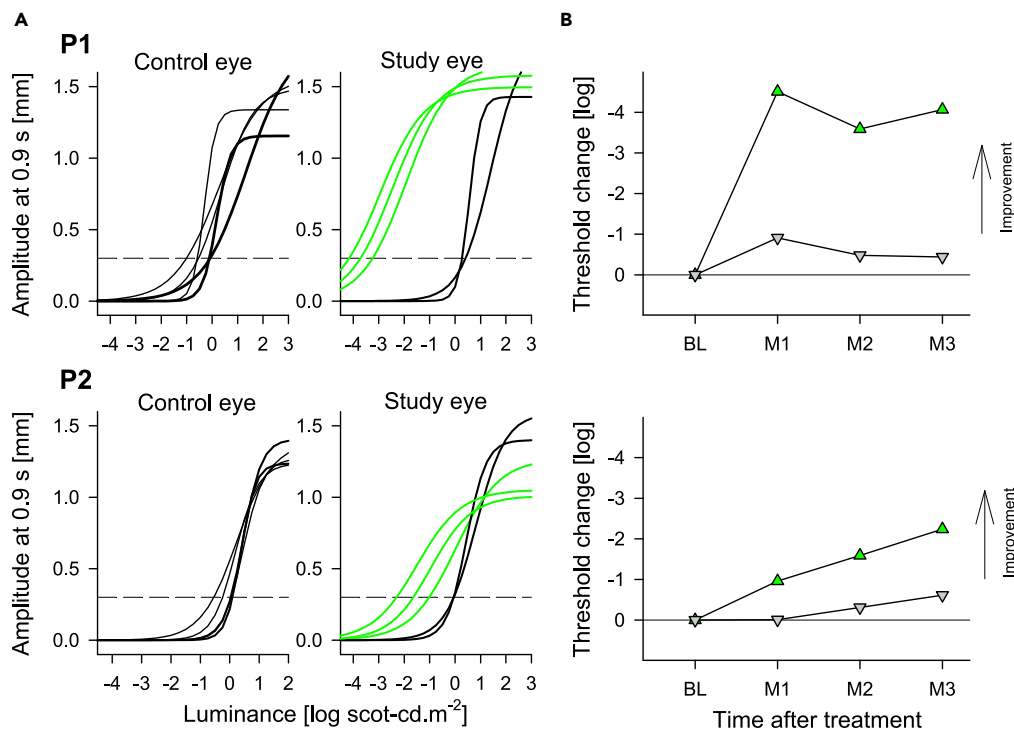 A
B
P1
Control eye
Study eye
Amplitude at 0.9 s [mm]
1.5
1.0
0.5
0.0
-4 -3 -2 -1 0 1 2 3
-4 -3 -2 -1 0 1 2 3
Threshold change [log]
-4
-3
-2
-1
0
BL M1 M2 M3
Improvement
P2
Control eye
Study eye
Amplitude at 0.9 s [mm]
1.5
1.0
0.5
0.0
-4 -3 -2 -1 0 1 2
-4 -3 -2 -1 0 1 2 3
Luminance [log scot-cd.m-2]
Threshold change [log]
-4
-3
-2
-1
0
BL M1 M2 M3
Time after treatment
Improvement